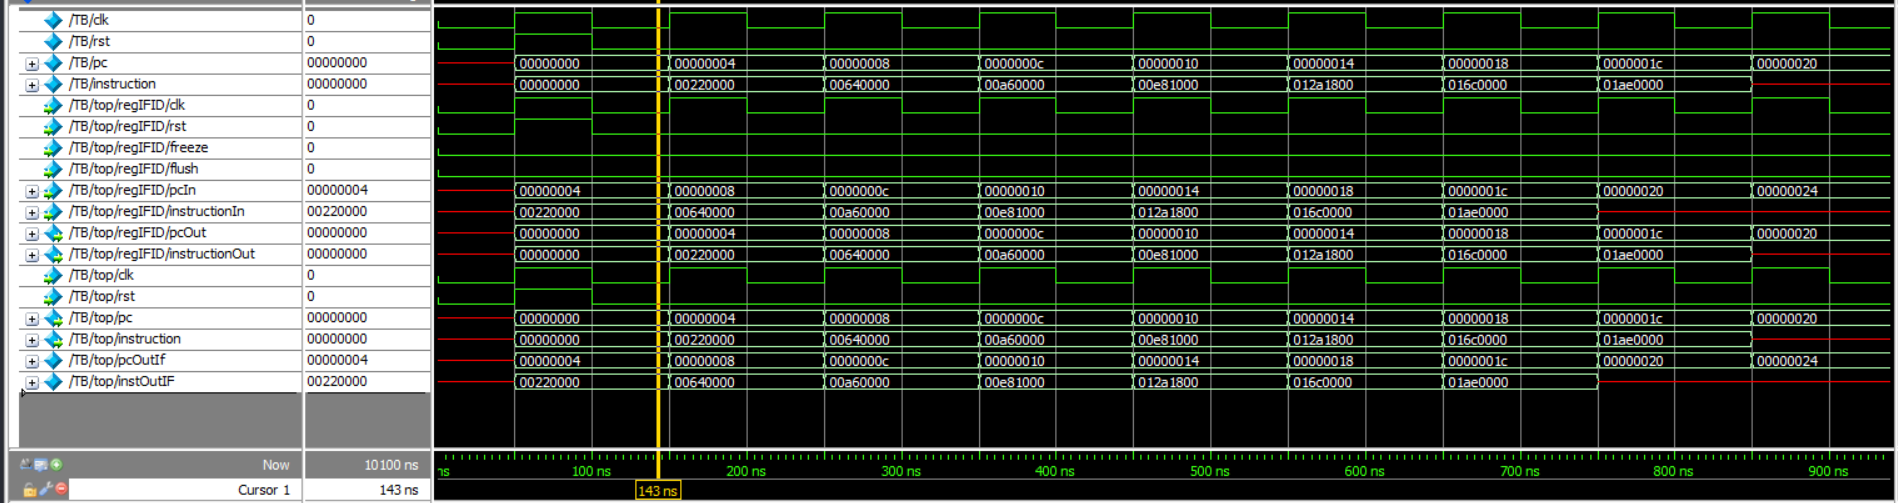 /TB/clk 0
/TB/rst 0
/TB/pc 00000000 00000000 00000004 00000008 0000000c 00000010 00000014 00000018 0000001c 00000020
/TB/instruction 00000000 00000000 00220000 00640000 00a60000 00e81000 012a1800 016c0000 01ae0000
/TB/top/regIFID/clk 0
/TB/top/regIFID/rst 0
/TB/top/regIFID/freeze 0
/TB/top/regIFID/flush 0
/TB/top/regIFID/pcIn 00000004 00000004 00000008 0000000c 00000010 00000014 00000018 0000001c 00000020 00000024
/TB/top/regIFID/instructionIn 00220000 00220000 00640000 00a60000 00e81000 012a1800 016c0000 01ae0000
/TB/top/regIFID/pcOut 00000000 00000000 00000004 00000008 0000000c 00000010 00000014 00000018 0000001c 00000020
/TB/top/regIFID/instructionOut 00000000 00000000 00220000 00640000 00a60000 00e81000 012a1800 016c0000 01ae0000
/TB/top/clk 0
/TB/top/rst 0
/TB/top/pc 00000000 00000000 00000004 00000008 0000000c 00000010 00000014 00000018 0000001c 00000020
/TB/top/instruction 00000000 00000000 00220000 00640000 00a60000 00e81000 012a1800 016c0000 01ae0000
/TB/top/pcOutIf 00000004 00000004 00000008 0000000c 00000010 00000014 00000018 0000001c 00000020 00000024
/TB/top/instOutIF 00220000 00220000 00640000 00a60000 00e81000 012a1800 016c0000 01ae0000
Now 10100 ns ns 100 ns 200 ns 300 ns 400 ns 500 ns 600 ns 700 ns 800 ns 900 ns
Cursor 1 143 ns 143 ns